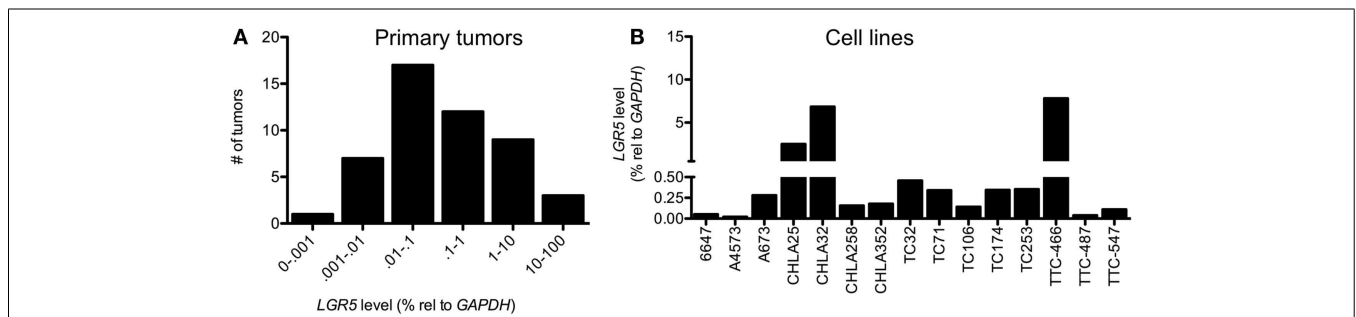 A
Primary tumors
20
15
10
5
0
# of tumors
0-.001
.001-.01
.01-.1
.1-1
1-10
10-100
LGR5 level (% rel to GAPDH)
B
Cell lines
15
10
5
0.50
0.25
0.00
LGR5 level
(% rel to GAPDH)
6647
A4573
A673
CHLA25
CHLA32
CHLA258
CHLA352
TC32
TC71
TC106
TC174
TC253
TTC-466
TTC-487
TTC-547